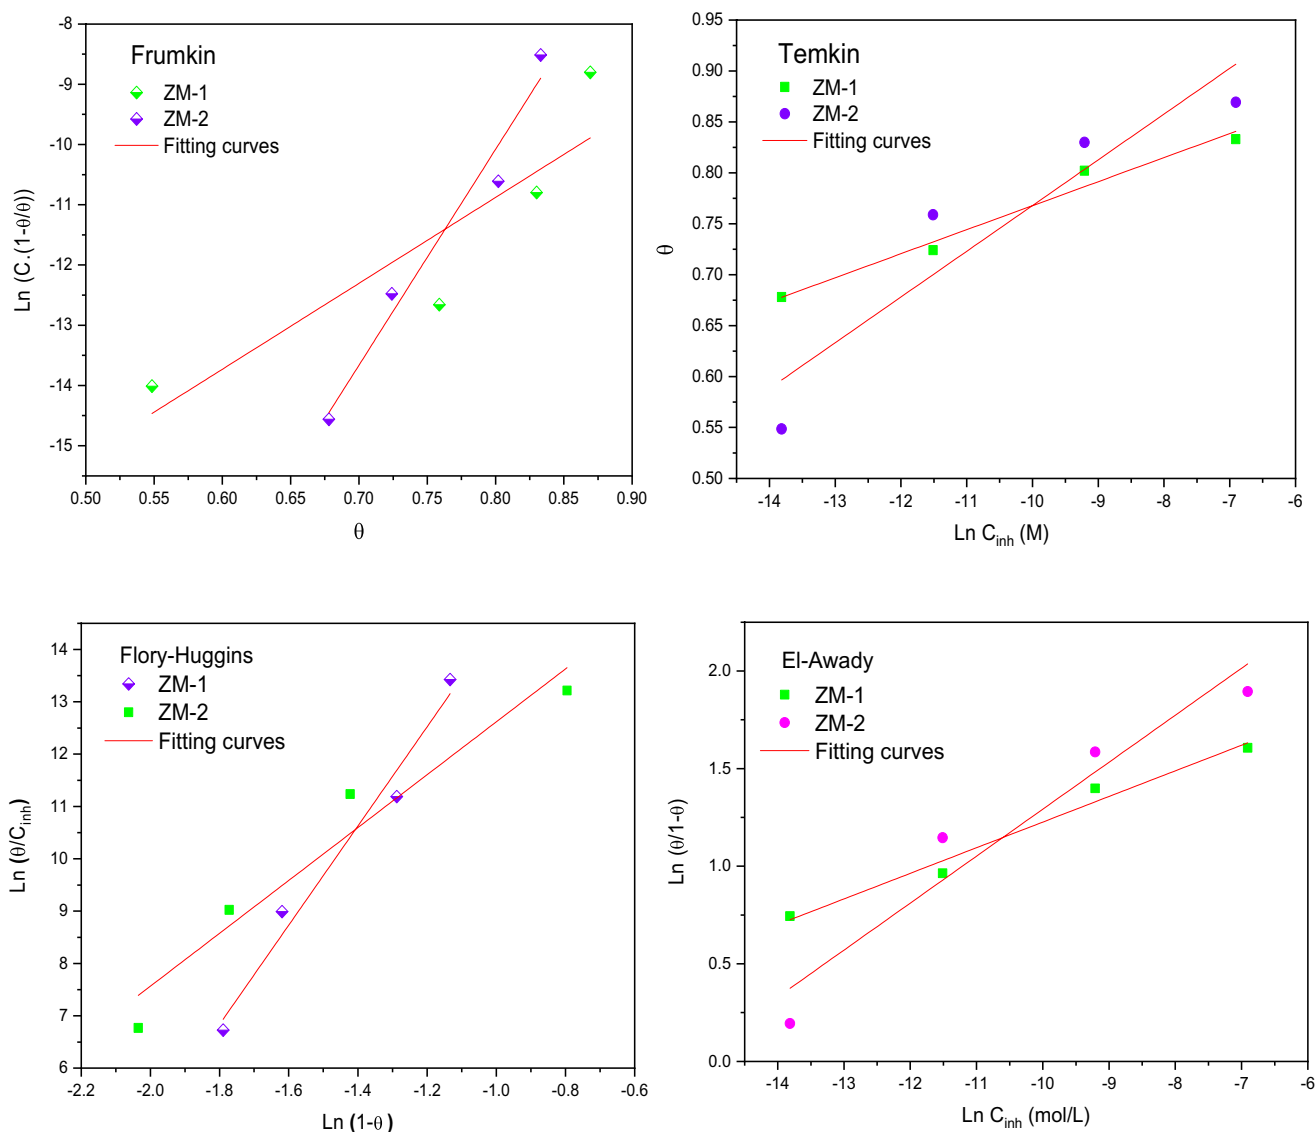 Frumkin
ZM-1
ZM-2
Fitting curves
-8
-9
-10
-11
-12
-13
-14
-15
Ln (C.(1-θ/θ))
0.50
0.55
0.60
0.65
0.70
0.75
0.80
0.85
0.90
θ
Temkin
ZM-1
ZM-2
Fitting curves
0.95
0.90
0.85
0.80
0.75
0.70
0.65
0.60
0.55
0.50
θ
-14
-13
-12
-11
-10
-9
-8
-7
-6
Ln Cinh (M)
Flory-Huggins
ZM-1
ZM-2
Fitting curves
14
13
12
11
10
9
8
7
6
Ln (θ/Cinh)
-2.2
-2.0
-1.8
-1.6
-1.4
-1.2
-1.0
-0.8
-0.6
Ln (1-θ)
El-Awady
ZM-1
ZM-2
Fitting curves
2.0
1.5
1.0
0.5
0.0
Ln (θ/1-θ)
-14
-13
-12
-11
-10
-9
-8
-7
-6
Ln Cinh (mol/L)